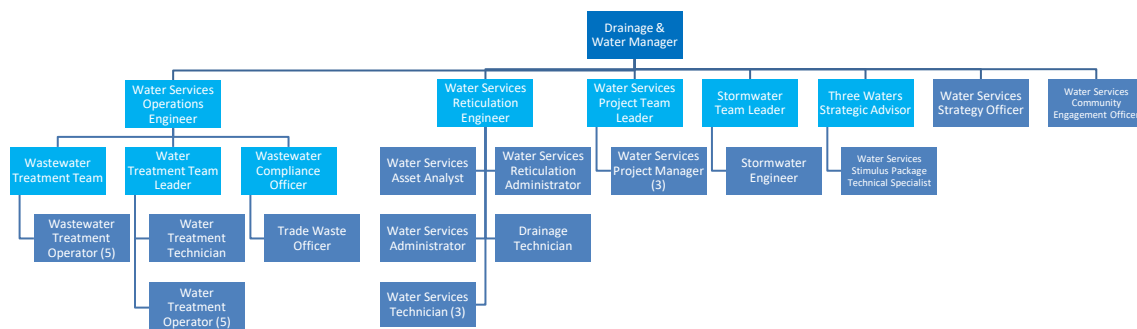 Drainage &
Water Manager
Water Services
Operations
Engineer
Water Services
Reticulation
Engineer
Water Services
Project Team
Leader
Stormwater
Team Leader
Three Waters
Strategic Advisor
Water Services
Strategy Officer
Water Services
Community
Engagement Officer
Wastewater
Treatment Team
Water
Treatment Team
Leader
Wastewater
Compliance
Officer
Water Services
Asset Analyst
Water Services
Reticulation
Administrator
Water Services
Project Manager
(3)
Stormwater
Engineer
Water Services
Stimulus Package
Technical Specialist
Wastewater
Treatment
Operator (5)
Water
Treatment
Technician
Trade Waste
Officer
Water Services
Administrator
Drainage
Technician
Water
Treatment
Operator (5)
Water Services
Technician (3)